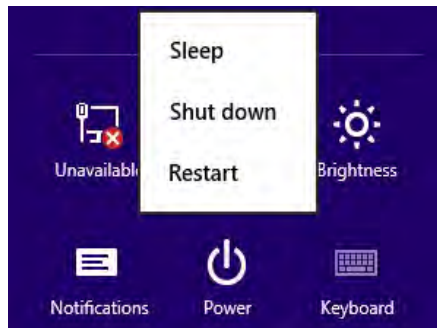 Sleep
Shut down
Restart
Unavailabl
Brightness
Notifications
Power
Keyboard